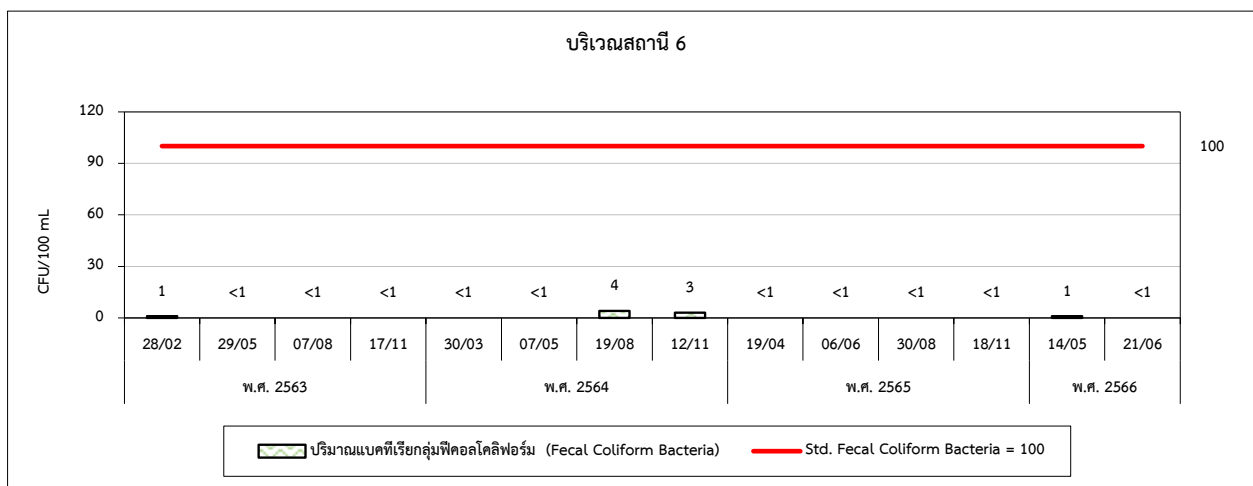 บริเวณสถานี 6
120
90
60
30
0
CFU/100 mL
100
1 <1 <1 <1 <1 <1 4 3 <1 <1 <1 <1 1 <1
28/02 29/05 07/08 17/11 30/03 07/05 19/08 12/11 19/04 06/06 30/08 18/11 14/05 21/06
พ.ศ. 2563 พ.ศ. 2564 พ.ศ. 2565 พ.ศ. 2566
ปริมาณแบคทีเรียกลุ่มฟีคอลโคลิฟอร์ม (Fecal Coliform Bacteria) Std. Fecal Coliform Bacteria = 100